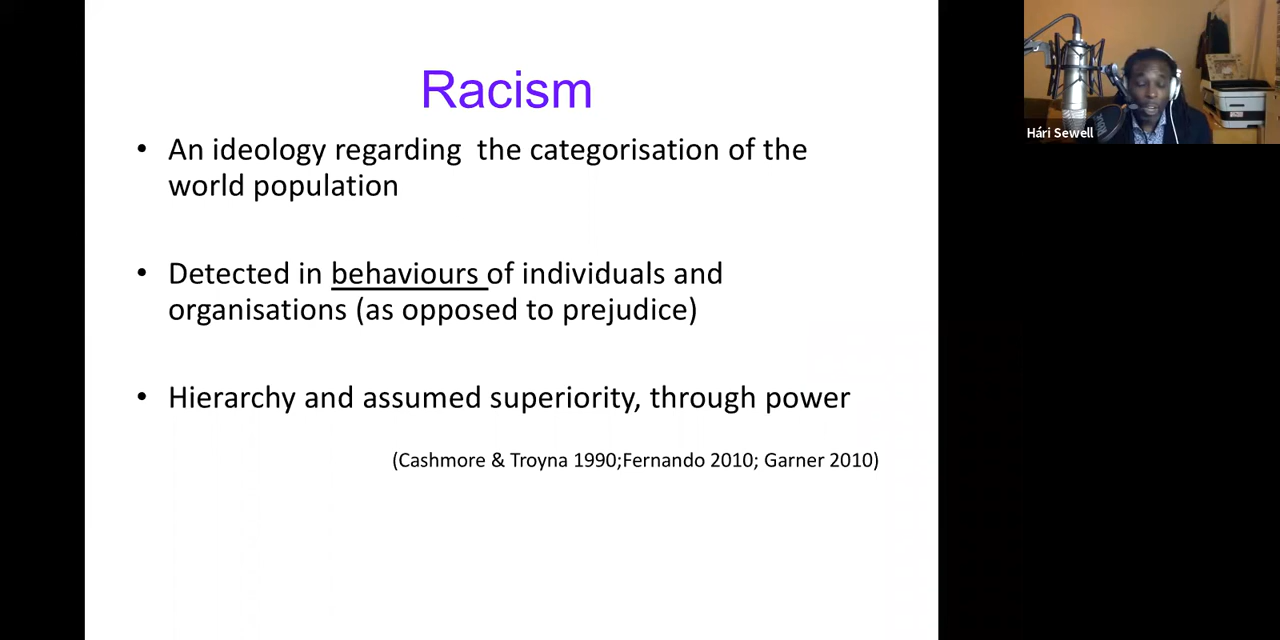 Racism
• An ideology regarding  the categorisation of the
world population
• Detected in behaviours of individuals and
organisations (as opposed to prejudice)
• Hierarchy and assumed superiority, through power
(Cashmore & Troyna 1990;Fernando 2010; Garner 2010)
Hári Sewell